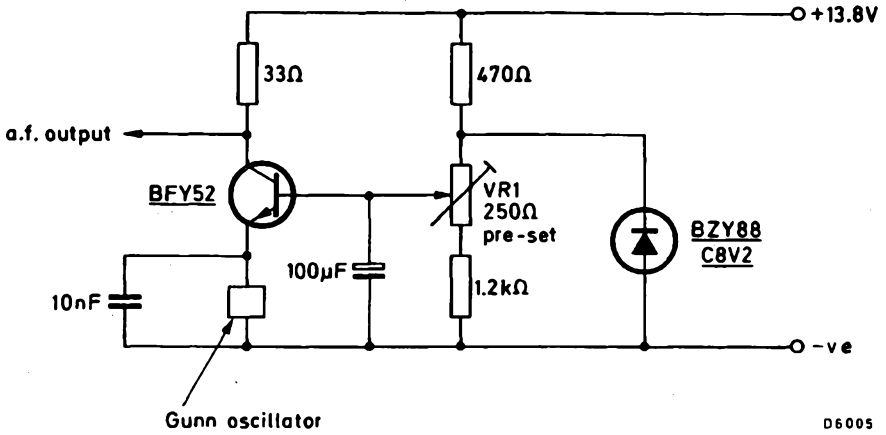 +13.8V
33Ω
470Ω
a.f. output
BFY52
VR1
250Ω
pre-set
BZY88
C8V2
100µF
1.2kΩ
10nF
-ve
Gunn oscillator
D6005